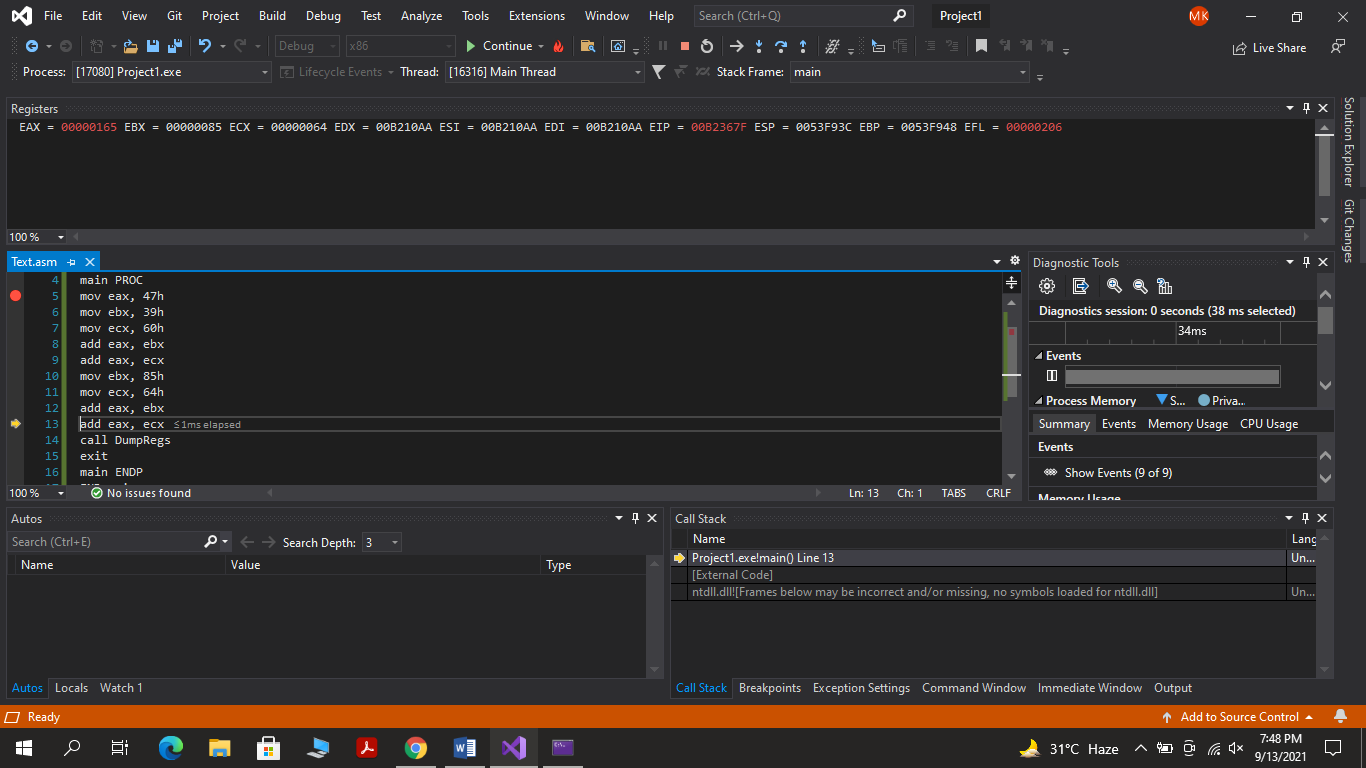 File Edit View Git Project Build Debug Test Analyze Tools Extensions Window Help Search (Ctrl+Q) Project1 MK
Debug x86 Continue Live Share
Process: [17080] Project1.exe Lifecycle Events Thread: [16316] Main Thread Stack Frame: main
Registers
EAX = 00000165 EBX = 00000085 ECX = 00000064 EDX = 00B210AA ESI = 00B210AA EDI = 00B210AA EIP = 00B2367F ESP = 0053F93C EBP = 0053F948 EFL = 00000206
100 %
Solution Explorer
Git Changes
Text.asm
4 main PROC
5 mov eax, 47h
6 mov ebx, 39h
7 mov ecx, 60h
8 add eax, ebx
9 add eax, ecx
10 mov ebx, 85h
11 mov ecx, 64h
12 add eax, ebx
13 add eax, ecx ≤1ms elapsed
14 call DumpRegs
15 exit
16 main ENDP
100 % No issues found Ln: 13 Ch: 1 TABS CRLF
Diagnostic Tools
Diagnostics session: 0 seconds (38 ms selected)
34ms
Events
Process Memory S... Priva...
Summary Events Memory Usage CPU Usage
Events
Show Events (9 of 9)
Memory Usage
Autos
Search (Ctrl+E) Search Depth: 3
Name Value Type
Autos Locals Watch 1
Call Stack
Name Lang
Project1.exe!main() Line 13 Un...
[External Code]
ntdll.dll![Frames below may be incorrect and/or missing, no symbols loaded for ntdll.dll] Un...
Call Stack Breakpoints Exception Settings Command Window Immediate Window Output
Ready Add to Source Control
31°C Haze 7:48 PM
9/13/2021